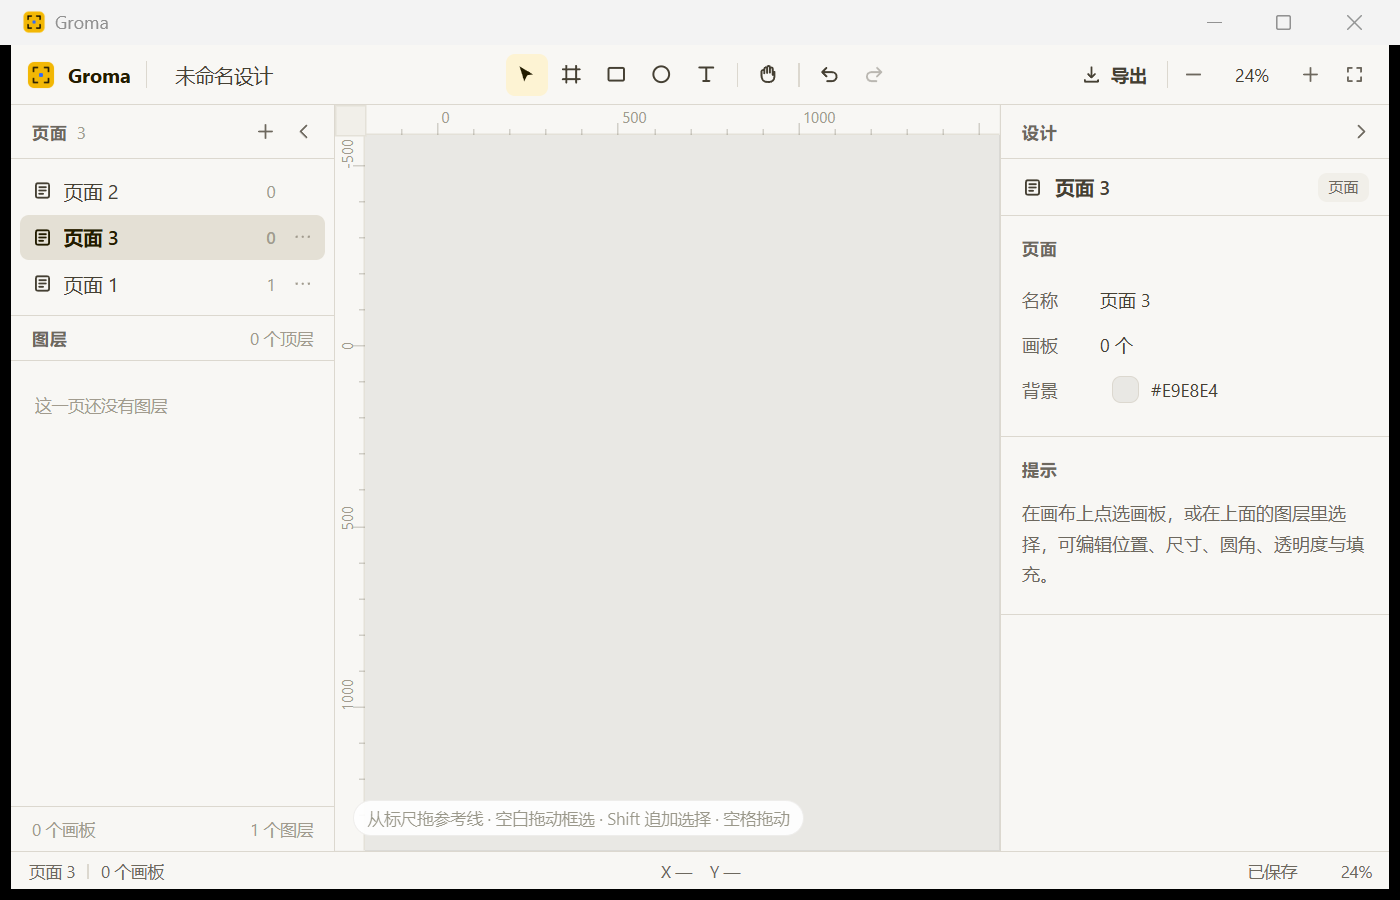 Groma
Groma 未命名设计 导出 24%
页面 3
页面 2 0
页面 3 0 ···
页面 1 1 ···
图层 0 个顶层
这一页还没有图层
0 个画板 1 个图层
0 500 1000
-500
0
500
1000
从标尺拖参考线 · 空白拖动框选 · Shift 追加选择 · 空格拖动
设计
页面 3 页面
页面
名称 页面 3
画板 0 个
背景 #E9E8E4
提示
在画布上点选画板，或在上面的图层里选
择，可编辑位置、尺寸、圆角、透明度与填
充。
页面 3 0 个画板 X — Y — 已保存 24%